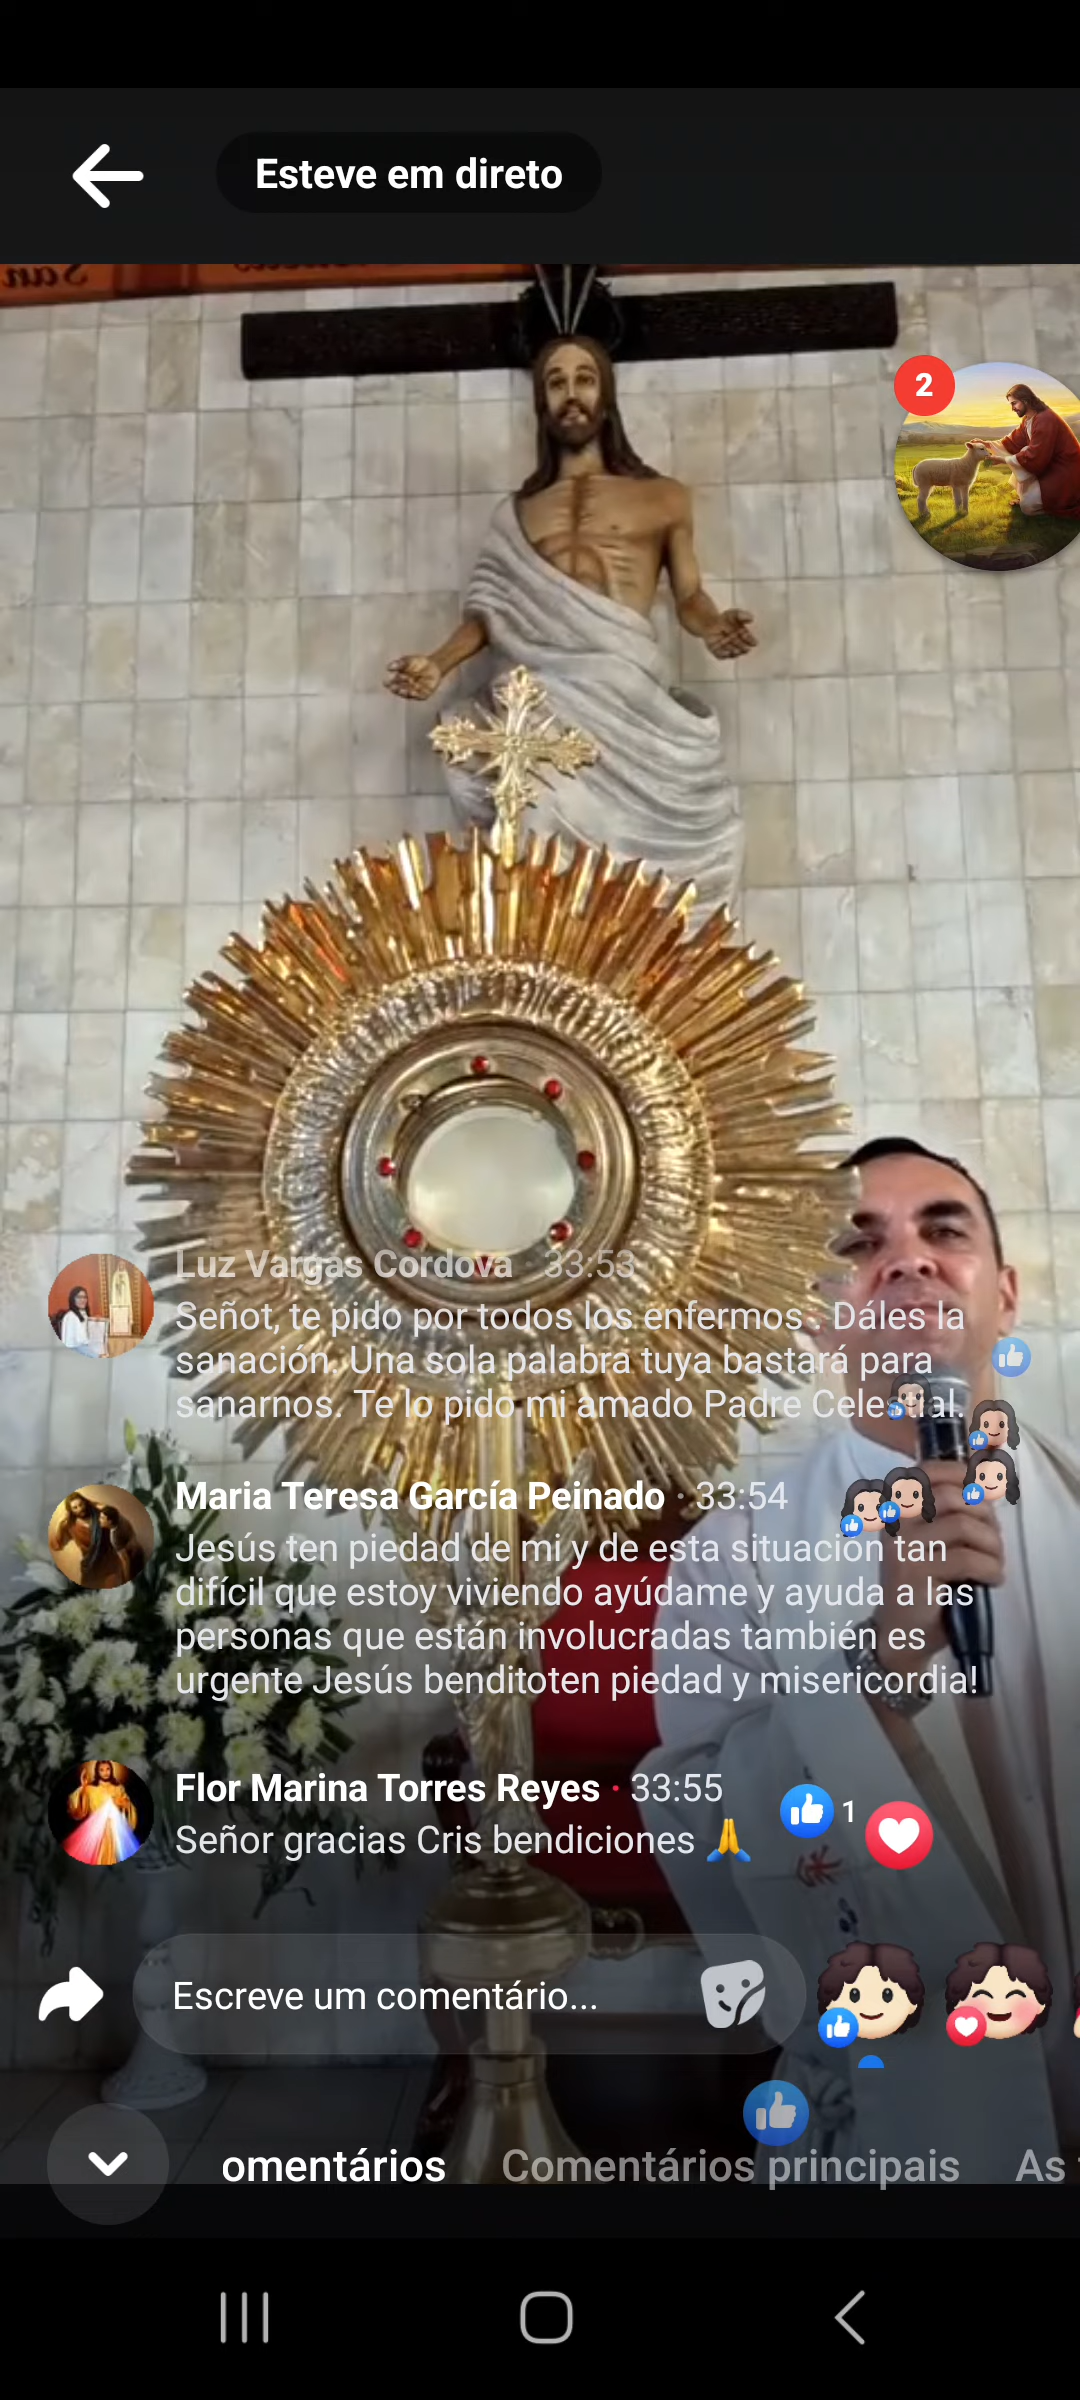 Esteve em direto
San
2
Luz Vargas Cordova · 33:53
Señot, te pido por todos los enfermos . Dáles la
sanación. Una sola palabra tuya bastará para
sanarnos. Te lo pido mi amado Padre Celestial.
Maria Teresa García Peinado · 33:54
Jesús ten piedad de mi y de esta situación tan
difícil que estoy viviendo ayúdame y ayuda a las
personas que están involucradas también es
urgente Jesús benditoten piedad y misericordia!
Flor Marina Torres Reyes · 33:55
1
Señor gracias Cris bendiciones 🙏
Escreve um comentário...
omentários
Comentários principais
As